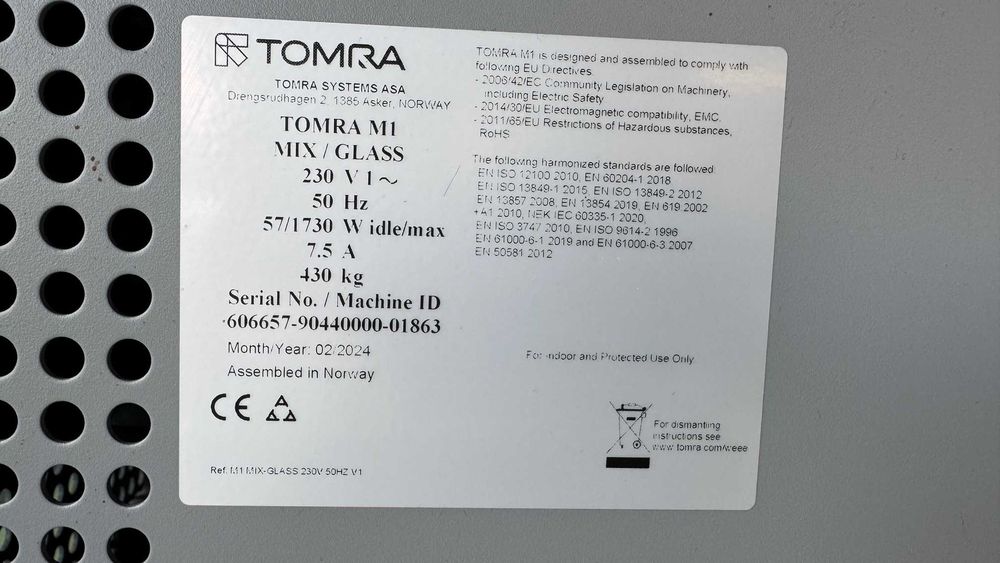 TOMRA
TOMRA SYSTEMS ASA
Drengsrudhagen 2, 1385 Asker, NORWAY
TOMRA M1
MIX / GLASS
230 V 1~
50 Hz
57/1730 W idle/max
7.5 A
430 kg
Serial No. / Machine ID
606657-90440000-01863
Month/Year: 02/2024
Assembled in Norway
CE
Ref. M1 MIX-GLASS 230V 50HZ V1
TOMRA M1 is designed and assembled to comply with
following EU Directives
- 2006/42/EC Community Legislation on Machinery,
including Electric Safety
- 2014/30/EU Electromagnetic compatibility, EMC.
- 2011/65/EU Restrictions of Hazardous substances,
RoHS
The following harmonized standards are followed
EN ISO 12100 2010, EN 60204-1 2018
EN ISO 13849-1 2015, EN ISO 13849-2 2012
EN 13857 2008, EN 13854 2019, EN 619 2002
+A1 2010, NEK IEC 60335-1 2020,
EN ISO 3747 2010, EN ISO 9614-2 1996
EN 61000-6-1 2019 and EN 61000-6-3 2007
EN 50581 2012
For indoor and Protected Use Only
For dismantling
instructions see
www.tomra.com/weee